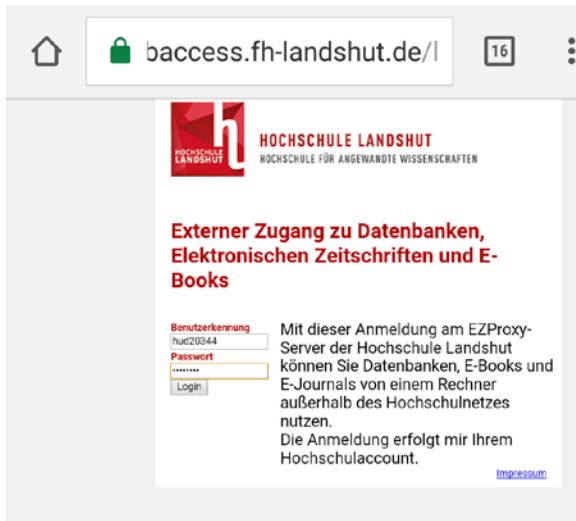 baccess.fh-landshut.de/l
16
h
HOCHSCHULE
LANDSHUT
HOCHSCHULE LANDSHUT
HOCHSCHULE FÜR ANGEWANDTE WISSENSCHAFTEN
Externer Zugang zu Datenbanken,
Elektronischen Zeitschriften und E-
Books
Benutzerkennung
hud20344
Passwort
••••••••
Login
Mit dieser Anmeldung am EZProxy-
Server der Hochschule Landshut
können Sie Datenbanken, E-Books und
E-Journals von einem Rechner
außerhalb des Hochschulnetzes
nutzen.
Die Anmeldung erfolgt mir Ihrem
Hochschulaccount.
Impressum